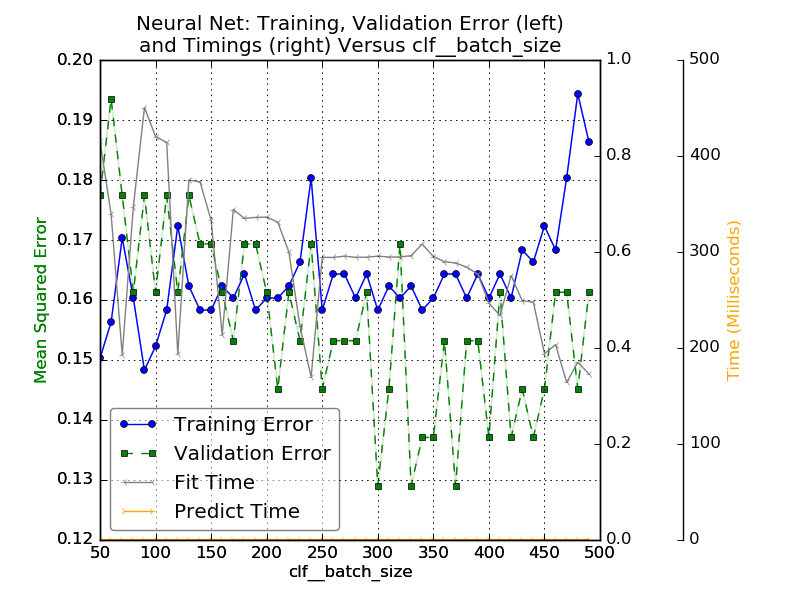 Neural Net: Training, Validation Error (left)
and Timings (right) Versus clf__batch_size
0.20
0.19
0.18
0.17
0.16
0.15
0.14
0.13
0.12
Mean Squared Error
1.0
0.8
0.6
0.4
0.2
0.0
500
400
300
200
100
0
Time (Milliseconds)
Training Error
Validation Error
Fit Time
Predict Time
50 100 150 200 250 300 350 400 450 500
clf__batch_size